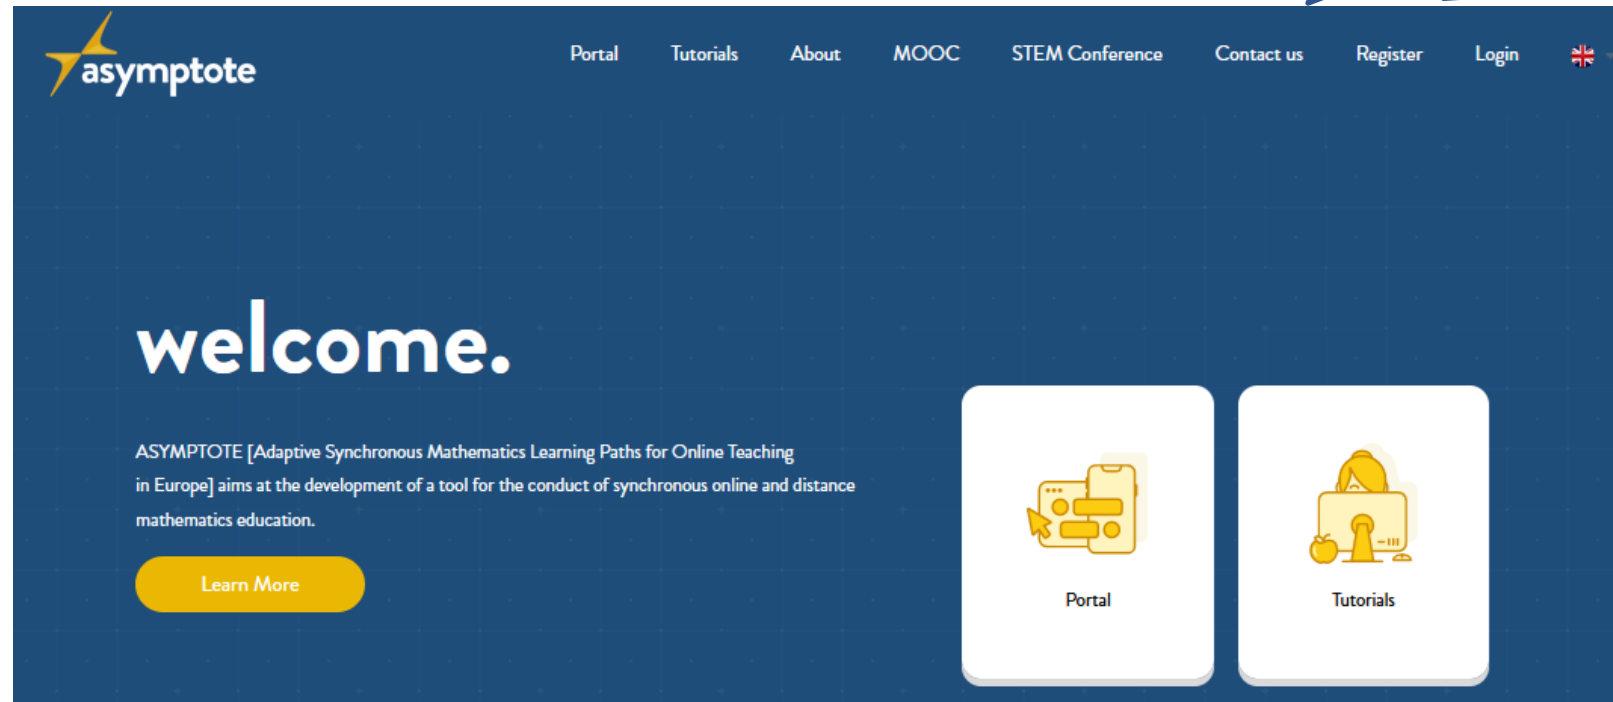 asymptote
Portal Tutorials About MOOC STEM Conference Contact us Register Login
welcome.
ASYMPTOTE [Adaptive Synchronous Mathematics Learning Paths for Online Teaching
in Europe] aims at the development of a tool for the conduct of synchronous online and distance
mathematics education.
Learn More
Portal
Tutorials